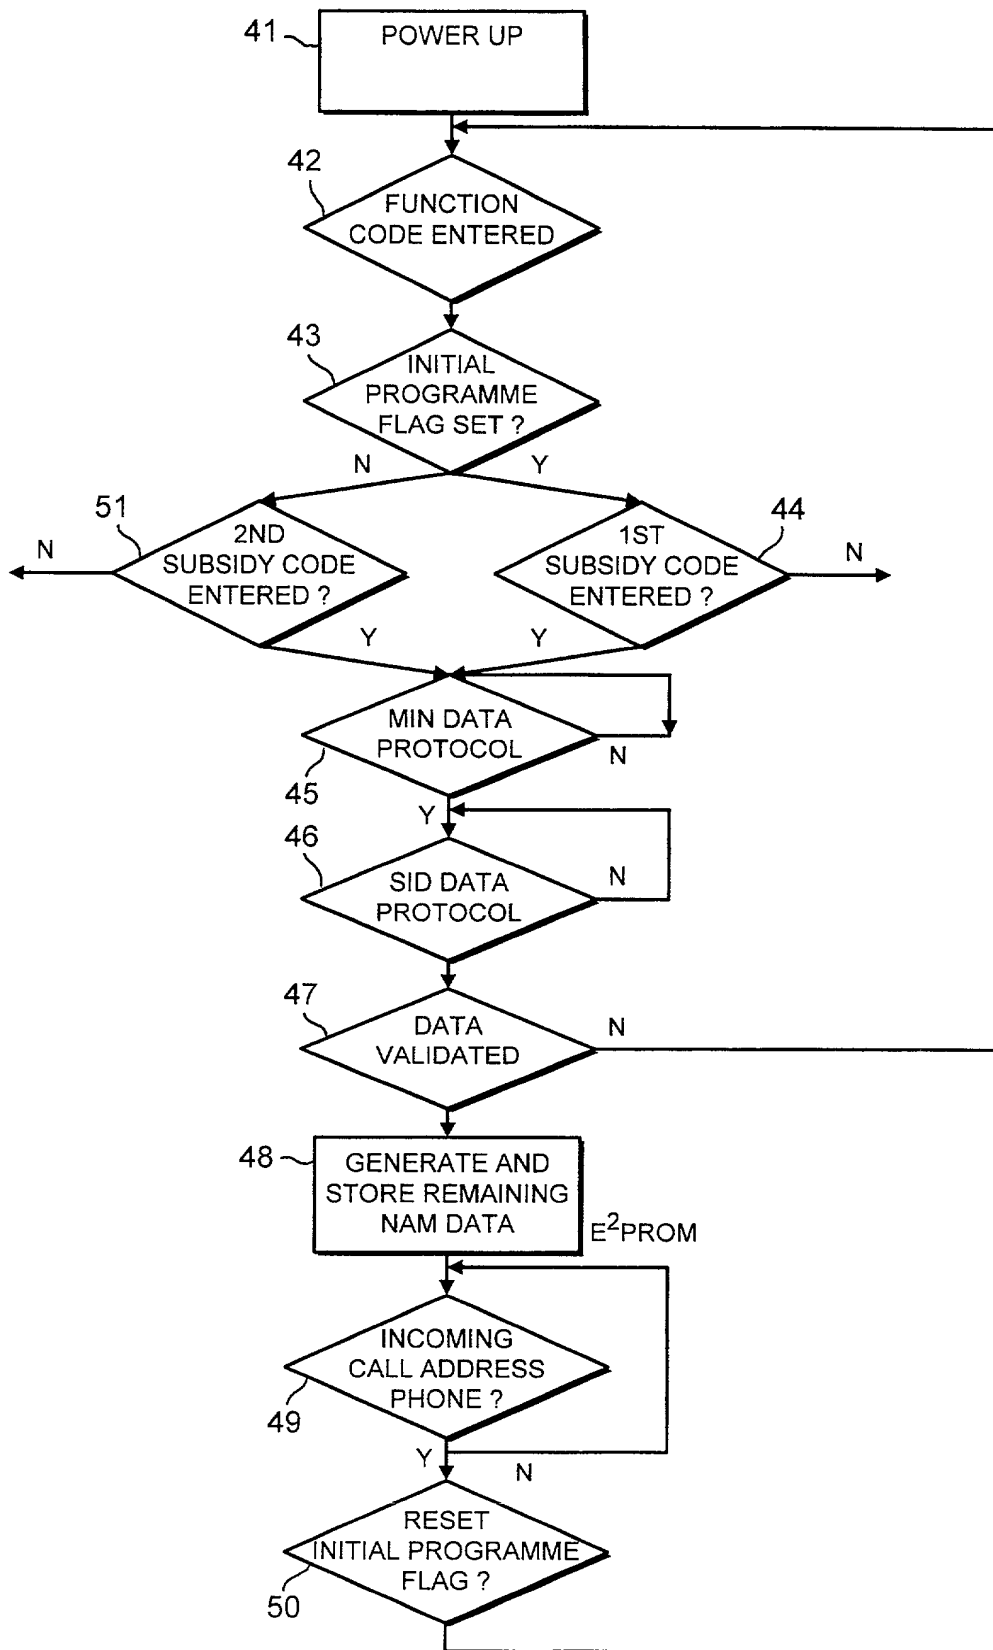 41
POWER UP
42
FUNCTION
CODE ENTERED
43
INITIAL
PROGRAMME
FLAG SET ?
N
Y
51
2ND
SUBSIDY CODE
ENTERED ?
N
Y
44
1ST
SUBSIDY CODE
ENTERED ?
N
Y
MIN DATA
PROTOCOL
45
N
Y
46
SID DATA
PROTOCOL
N
47
DATA
VALIDATED
N
48
GENERATE AND
STORE REMAINING
NAM DATA
E²PROM
INCOMING
CALL ADDRESS
PHONE ?
49
Y
N
RESET
INITIAL PROGRAMME
FLAG ?
50